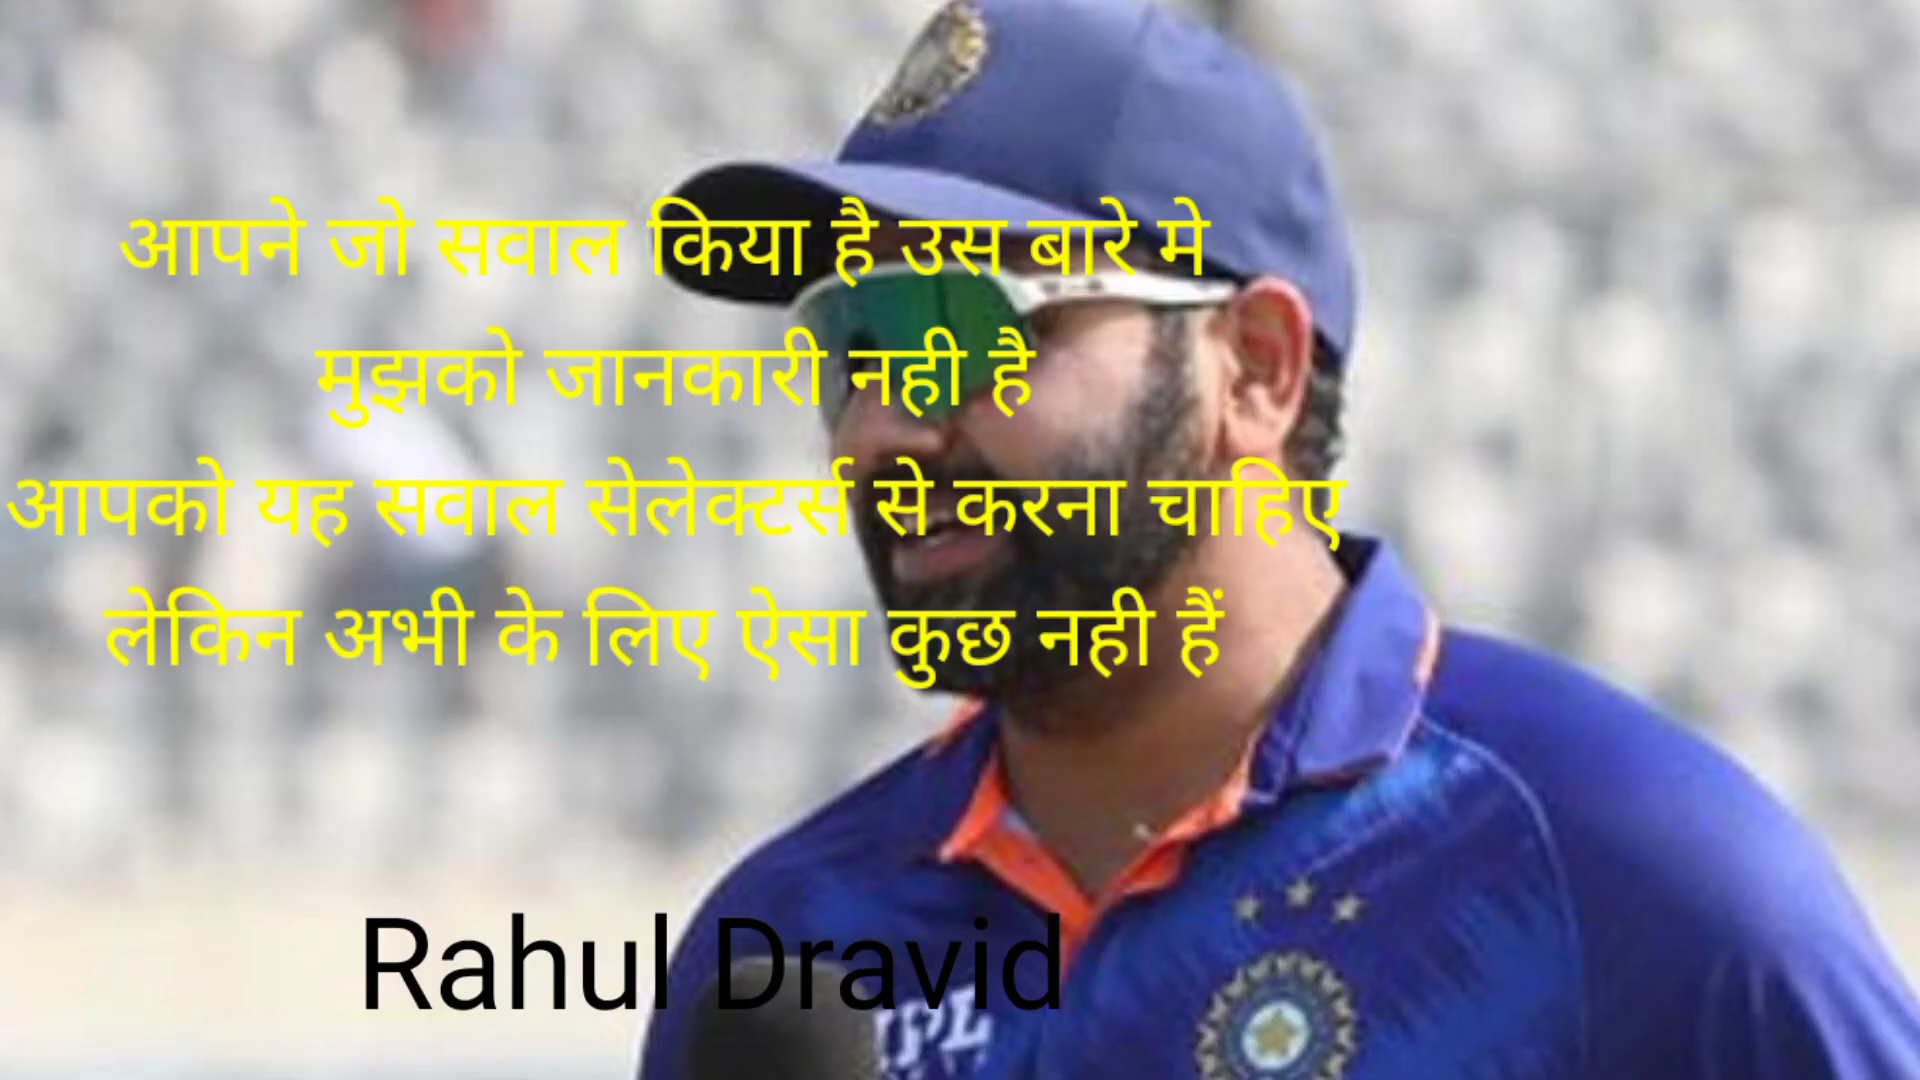 आपने जो सवाल किया है उस बारे मे
मुझको जानकारी नही है
आपको यह सवाल सेलेक्टर्स से करना चाहिए
लेकिन अभी के लिए ऐसा कुछ नही हैं
Rahul Dravid